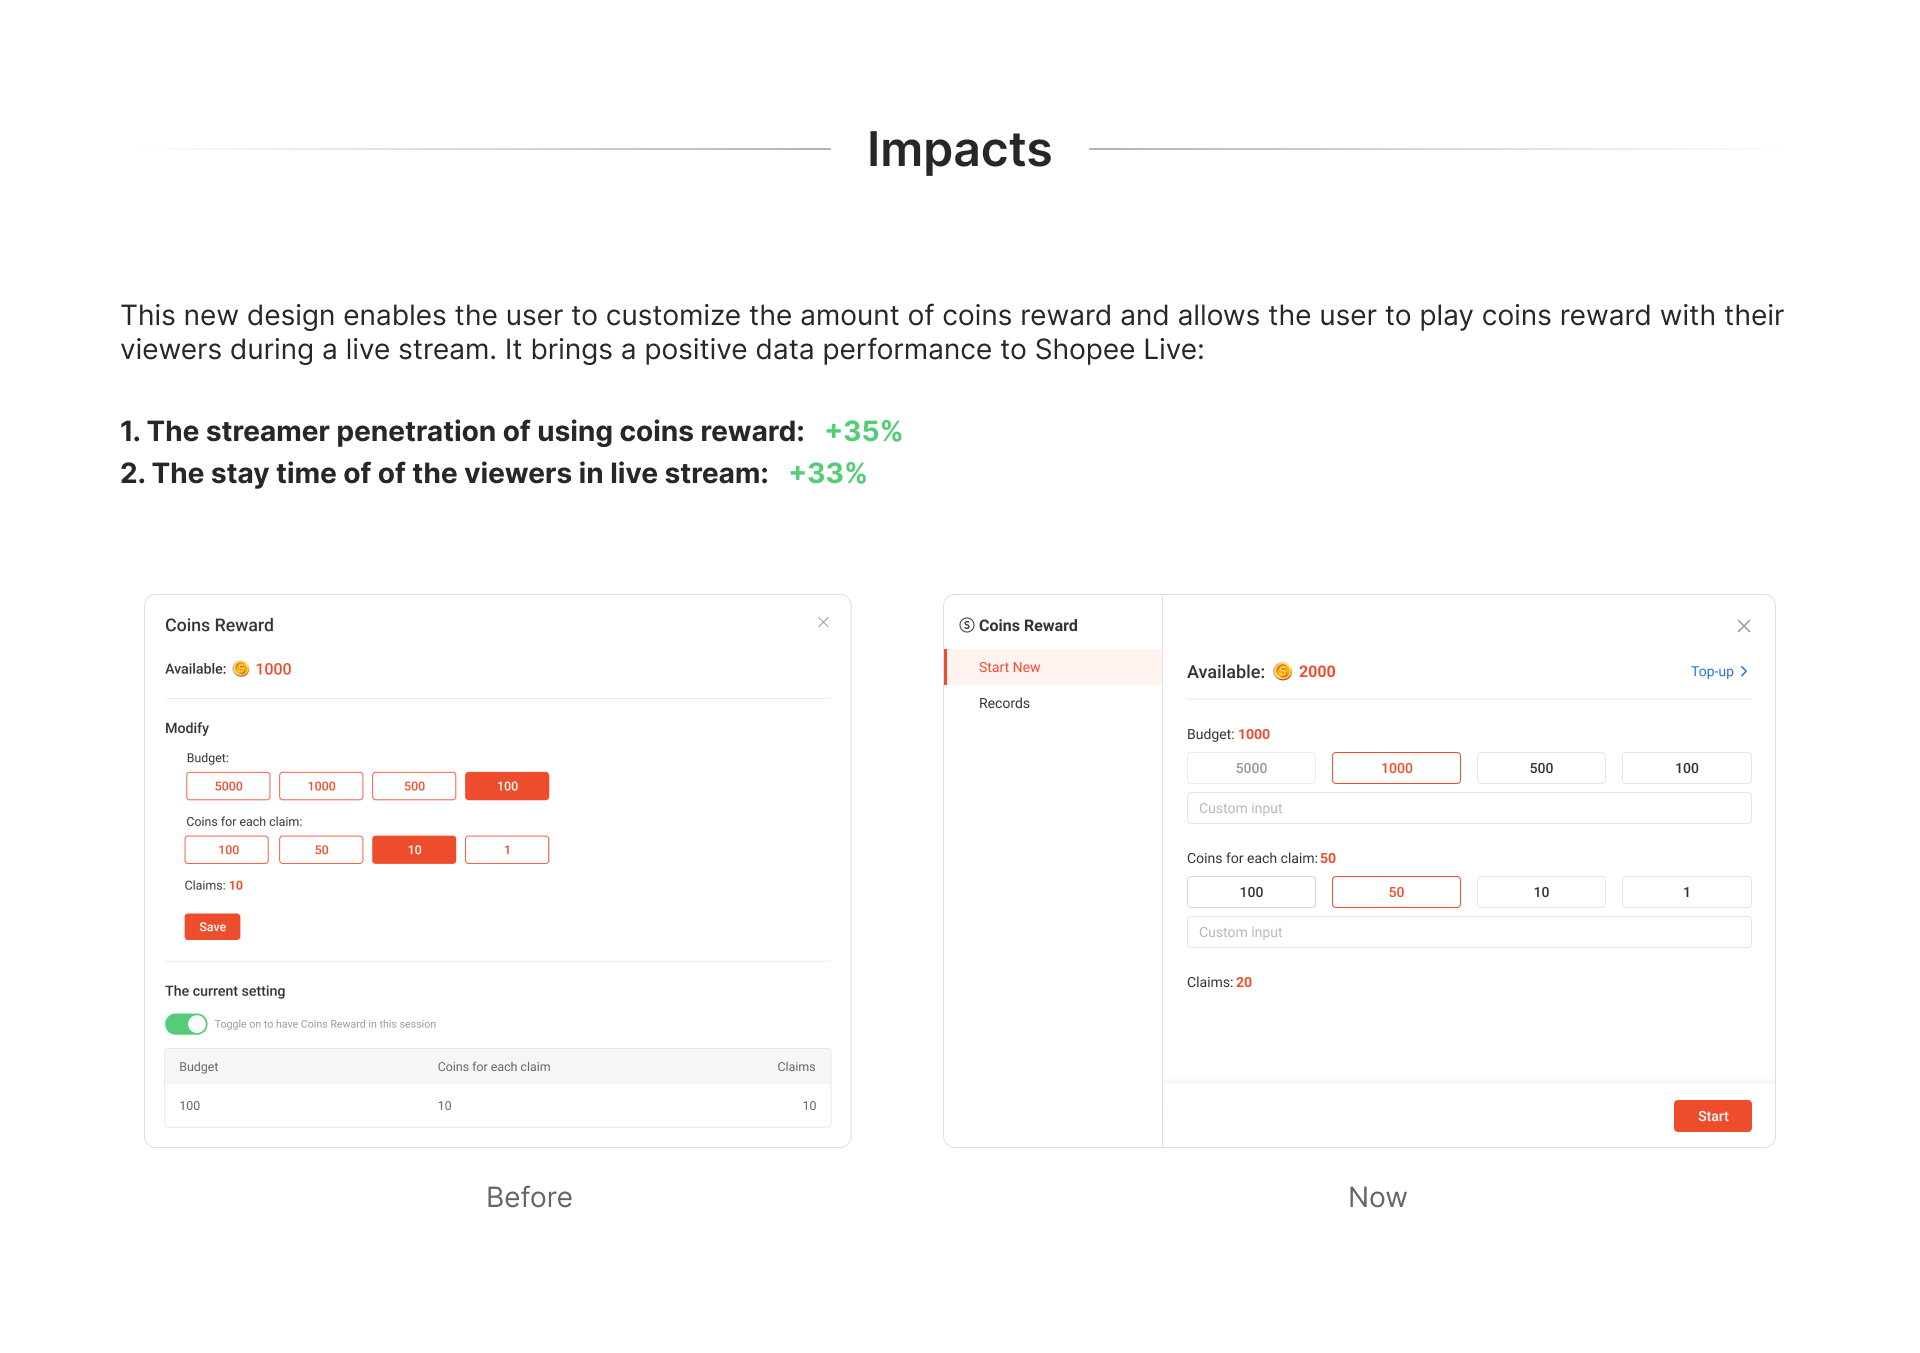 Impacts
This new design enables the user to customize the amount of coins reward and allows the user to play coins reward with their
viewers during a live stream. It brings a positive data performance to Shopee Live:
1. The streamer penetration of using coins reward: +35%
2. The stay time of of the viewers in live stream: +33%
Coins Reward
Available: 1000
Modify
Budget:
5000 1000 500 100
Coins for each claim:
100 50 10 1
Claims: 10
Save
The current setting
Toggle on to have Coins Reward in this session
Budget Coins for each claim Claims
100 10 10
Before
Coins Reward
Start New
Records
Available: 2000 Top-up
Budget: 1000
5000 1000 500 100
Custom input
Coins for each claim: 50
100 50 10 1
Custom input
Claims: 20
Start
Now